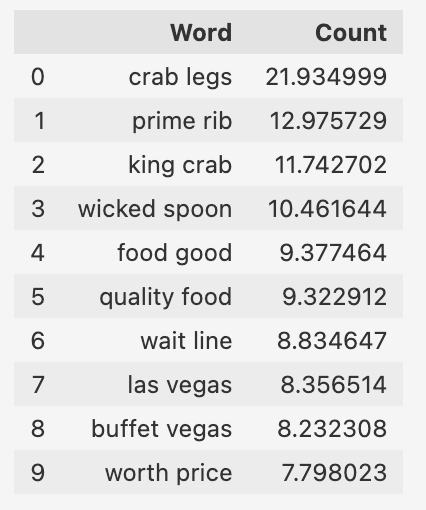 Word Count
0 crab legs 21.934999
1 prime rib 12.975729
2 king crab 11.742702
3 wicked spoon 10.461644
4 food good 9.377464
5 quality food 9.322912
6 wait line 8.834647
7 las vegas 8.356514
8 buffet vegas 8.232308
9 worth price 7.798023